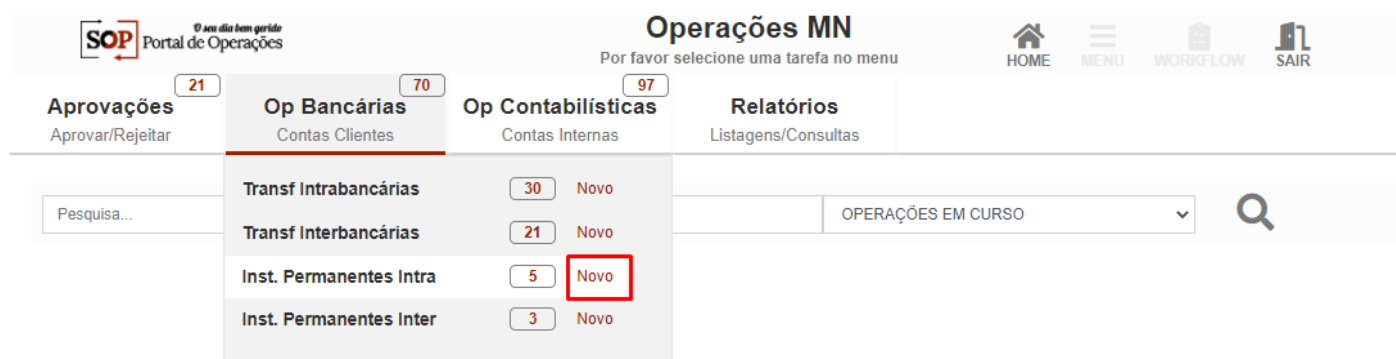 O seu dia bem gerido
SOP Portal de Operações
Operações MN
Por favor selecione uma tarefa no menu
HOME
MENU
WORKFLOW
SAIR
21
Aprovações
Aprovar/Rejeitar
70
Op Bancárias
Contas Clientes
97
Op Contabilísticas
Contas Internas
Relatórios
Listagens/Consultas
Transf Intrabancárias 30 Novo
Transf Interbancárias 21 Novo
Inst. Permanentes Intra 5 Novo
Inst. Permanentes Inter 3 Novo
Pesquisa...
OPERAÇÕES EM CURSO